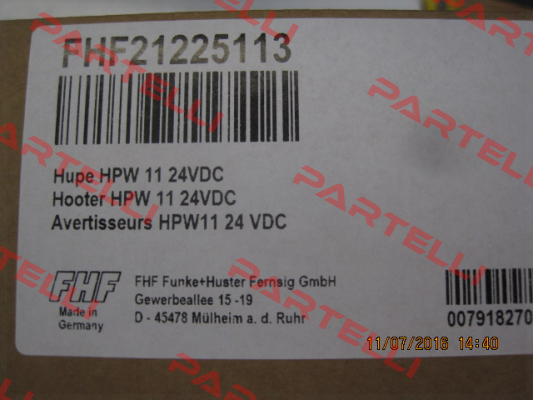 FHF21225113
Hupe HPW 11 24VDC
Hooter HPW 11 24VDC
Avertisseurs HPW11 24 VDC
FHF
Made in
Germany
FHF Funke+Huster Fernsig GmbH
Gewerbeallee 15 -19
D - 45478 Mülheim a. d. Ruhr
007918270
11/07/2016 14:40
PARTELLI
PARTELLI
PARTELLI
PARTELLI
PARTELLI